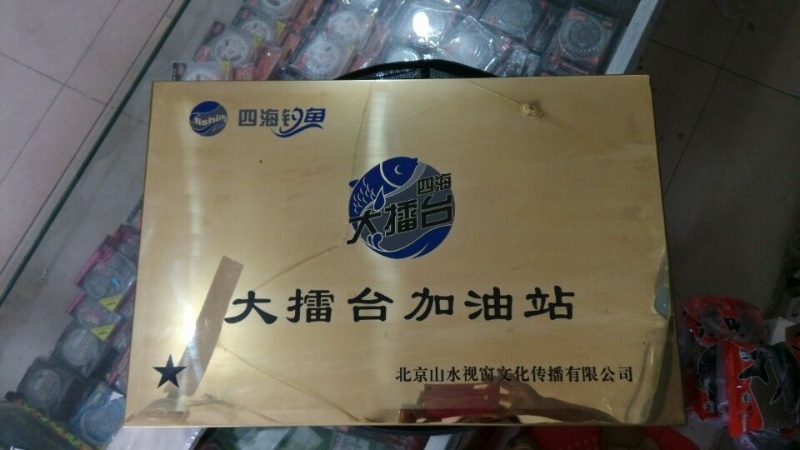 fishing
四海钓鱼
四海
大擂台
大擂台加油站
北京山水视窗文化传播有限公司